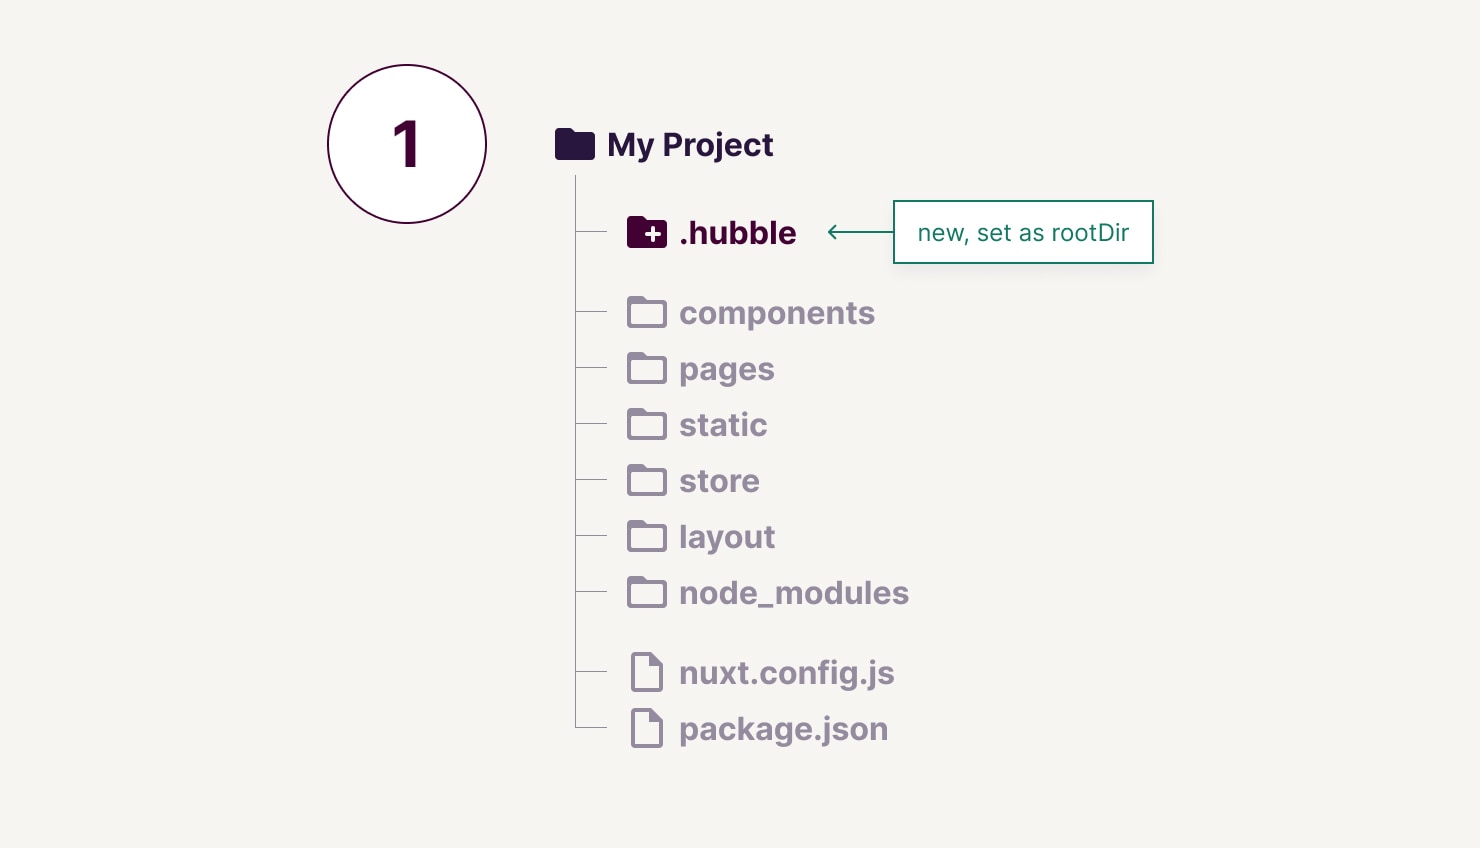 1
My Project
.hubble
new, set as rootDir
components
pages
static
store
layout
node_modules
nuxt.config.js
package.json